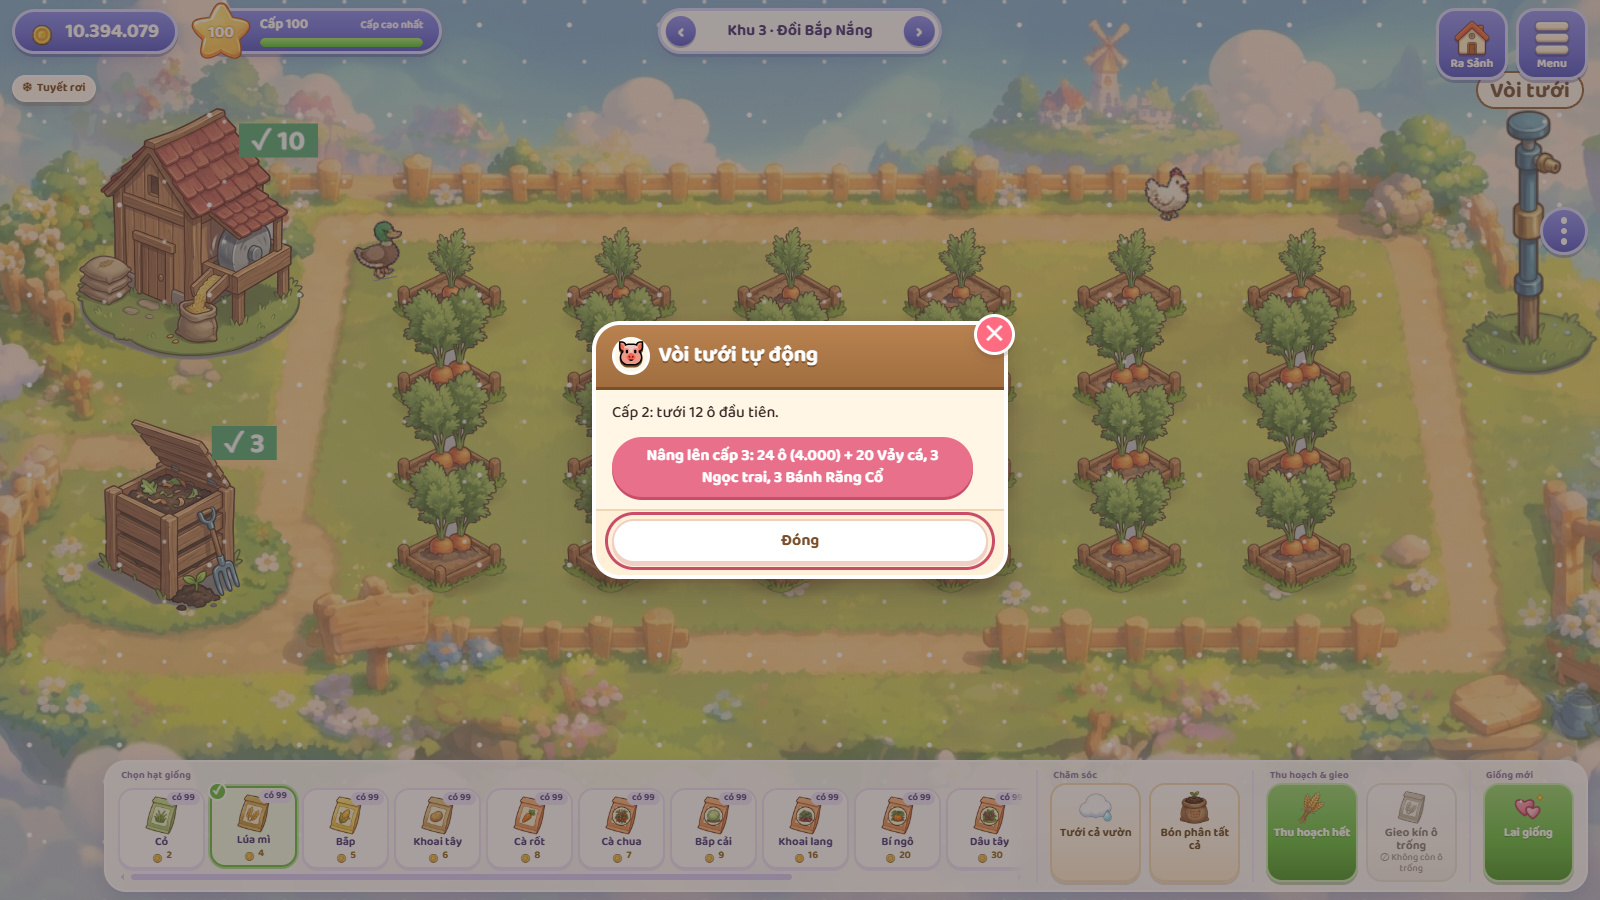 10.394.079
100
Cấp 100
Cấp cao nhất
Khu 3 · Đồi Bắp Nắng
Ra Sảnh
Menu
Tuyết rơi
Vòi tưới
✓10
✓3
Vòi tưới tự động
Cấp 2: tưới 12 ô đầu tiên.
Nâng lên cấp 3: 24 ô (4.000) + 20 Vảy cá, 3
Ngọc trai, 3 Bánh Răng Cổ
Đóng
Chọn hạt giống
có 99
Cỏ
2
có 99
Lúa mì
4
có 99
Bắp
5
có 99
Khoai tây
6
có 99
Cà rốt
8
có 99
Cà chua
7
có 99
Bắp cải
9
có 99
Khoai lang
16
có 99
Bí ngô
20
có 99
Dâu tây
30
Chăm sóc
Tưới cả vườn
Bón phân tất
cả
Thu hoạch & gieo
Thu hoạch hết
Gieo kín ô
trống
Không còn ô
trống
Giống mới
Lai giống